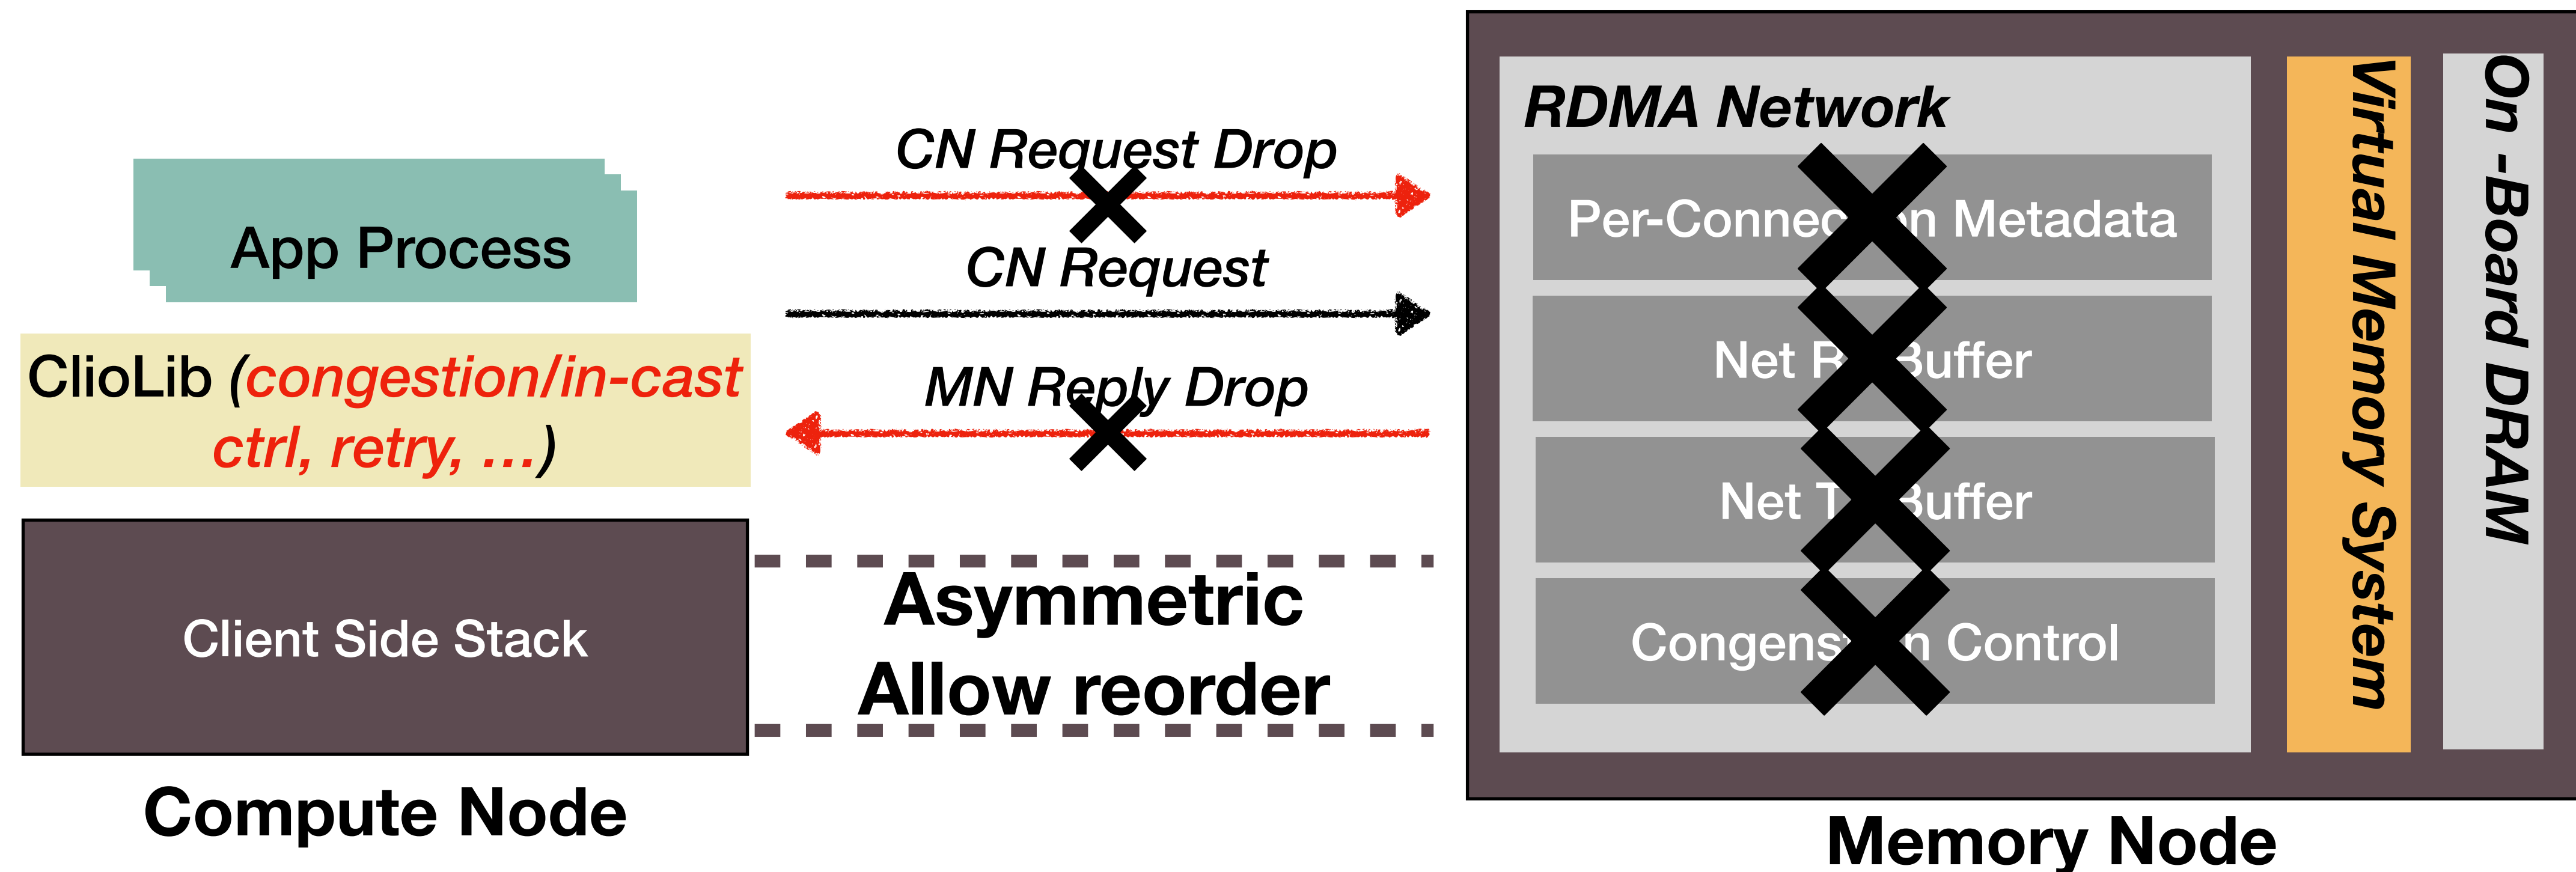 App Process
ClioLib (congestion/in-cast
ctrl, retry, …)
Client Side Stack
Compute Node
CN Request Drop
CN Request
MN Reply Drop
Asymmetric
Allow reorder
RDMA Network
Per-Connec n Metadata
Net R Buffer
Net T Buffer
Congenst n Control
Virtual Memory System
On -Board DRAM
Memory Node